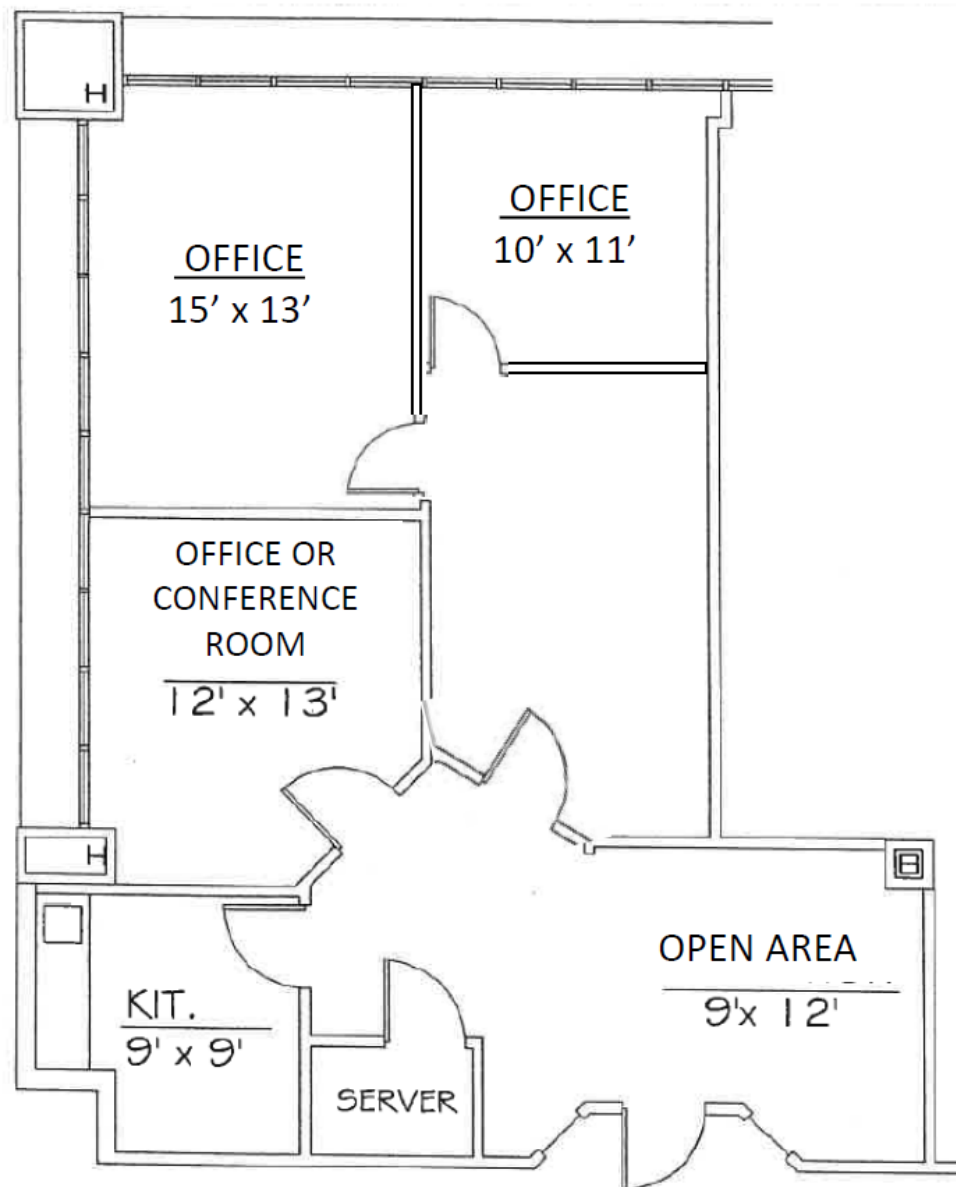 OFFICE
10’ x 11’
OFFICE
15’ x 13’
OFFICE OR
CONFERENCE
ROOM
12' x 13'
OPEN AREA
9'x 12'
KIT.
9' x 9'
SERVER